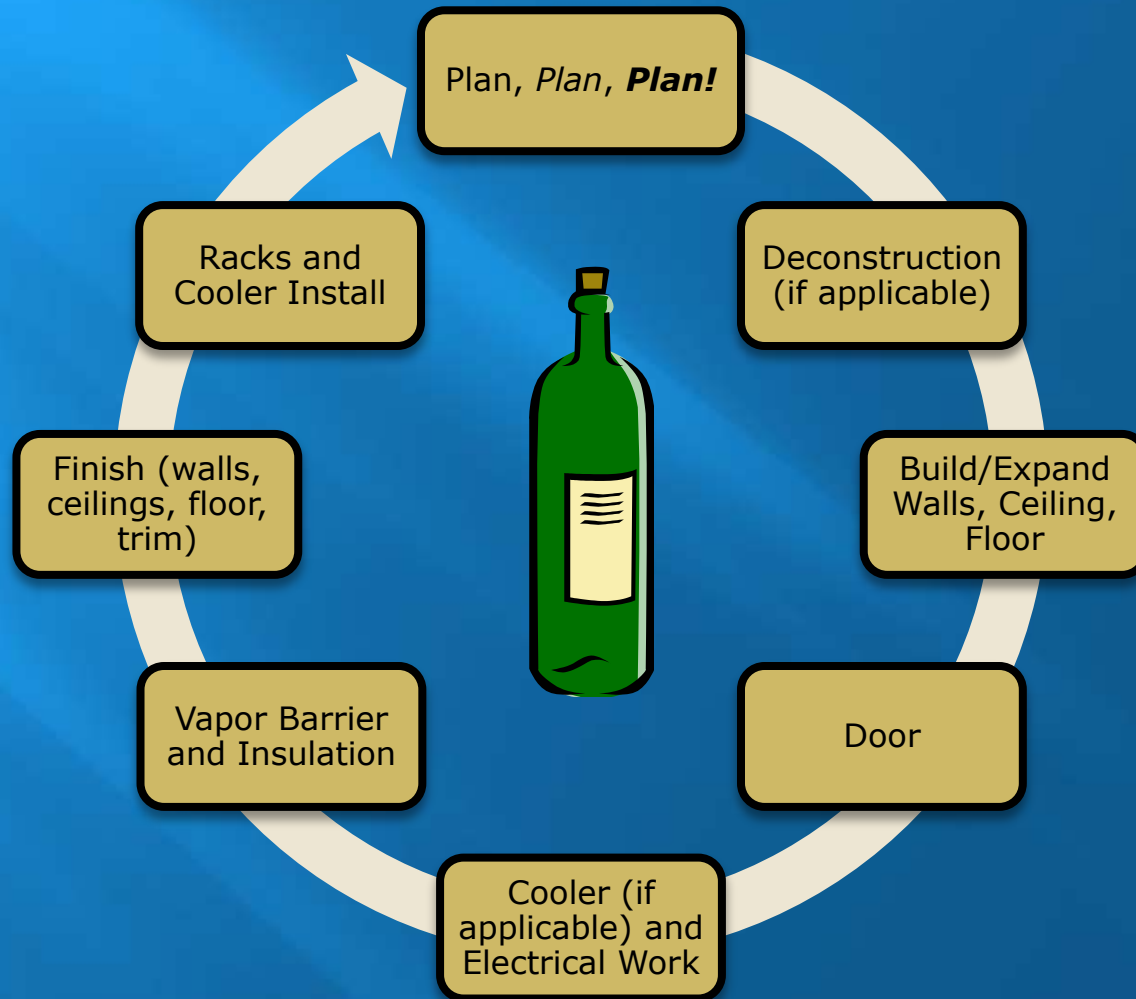 Plan, Plan, Plan!
Deconstruction
(if applicable)
Build/Expand
Walls, Ceiling,
Floor
Door
Cooler (if
applicable) and
Electrical Work
Vapor Barrier
and Insulation
Finish (walls,
ceilings, floor,
trim)
Racks and
Cooler Install